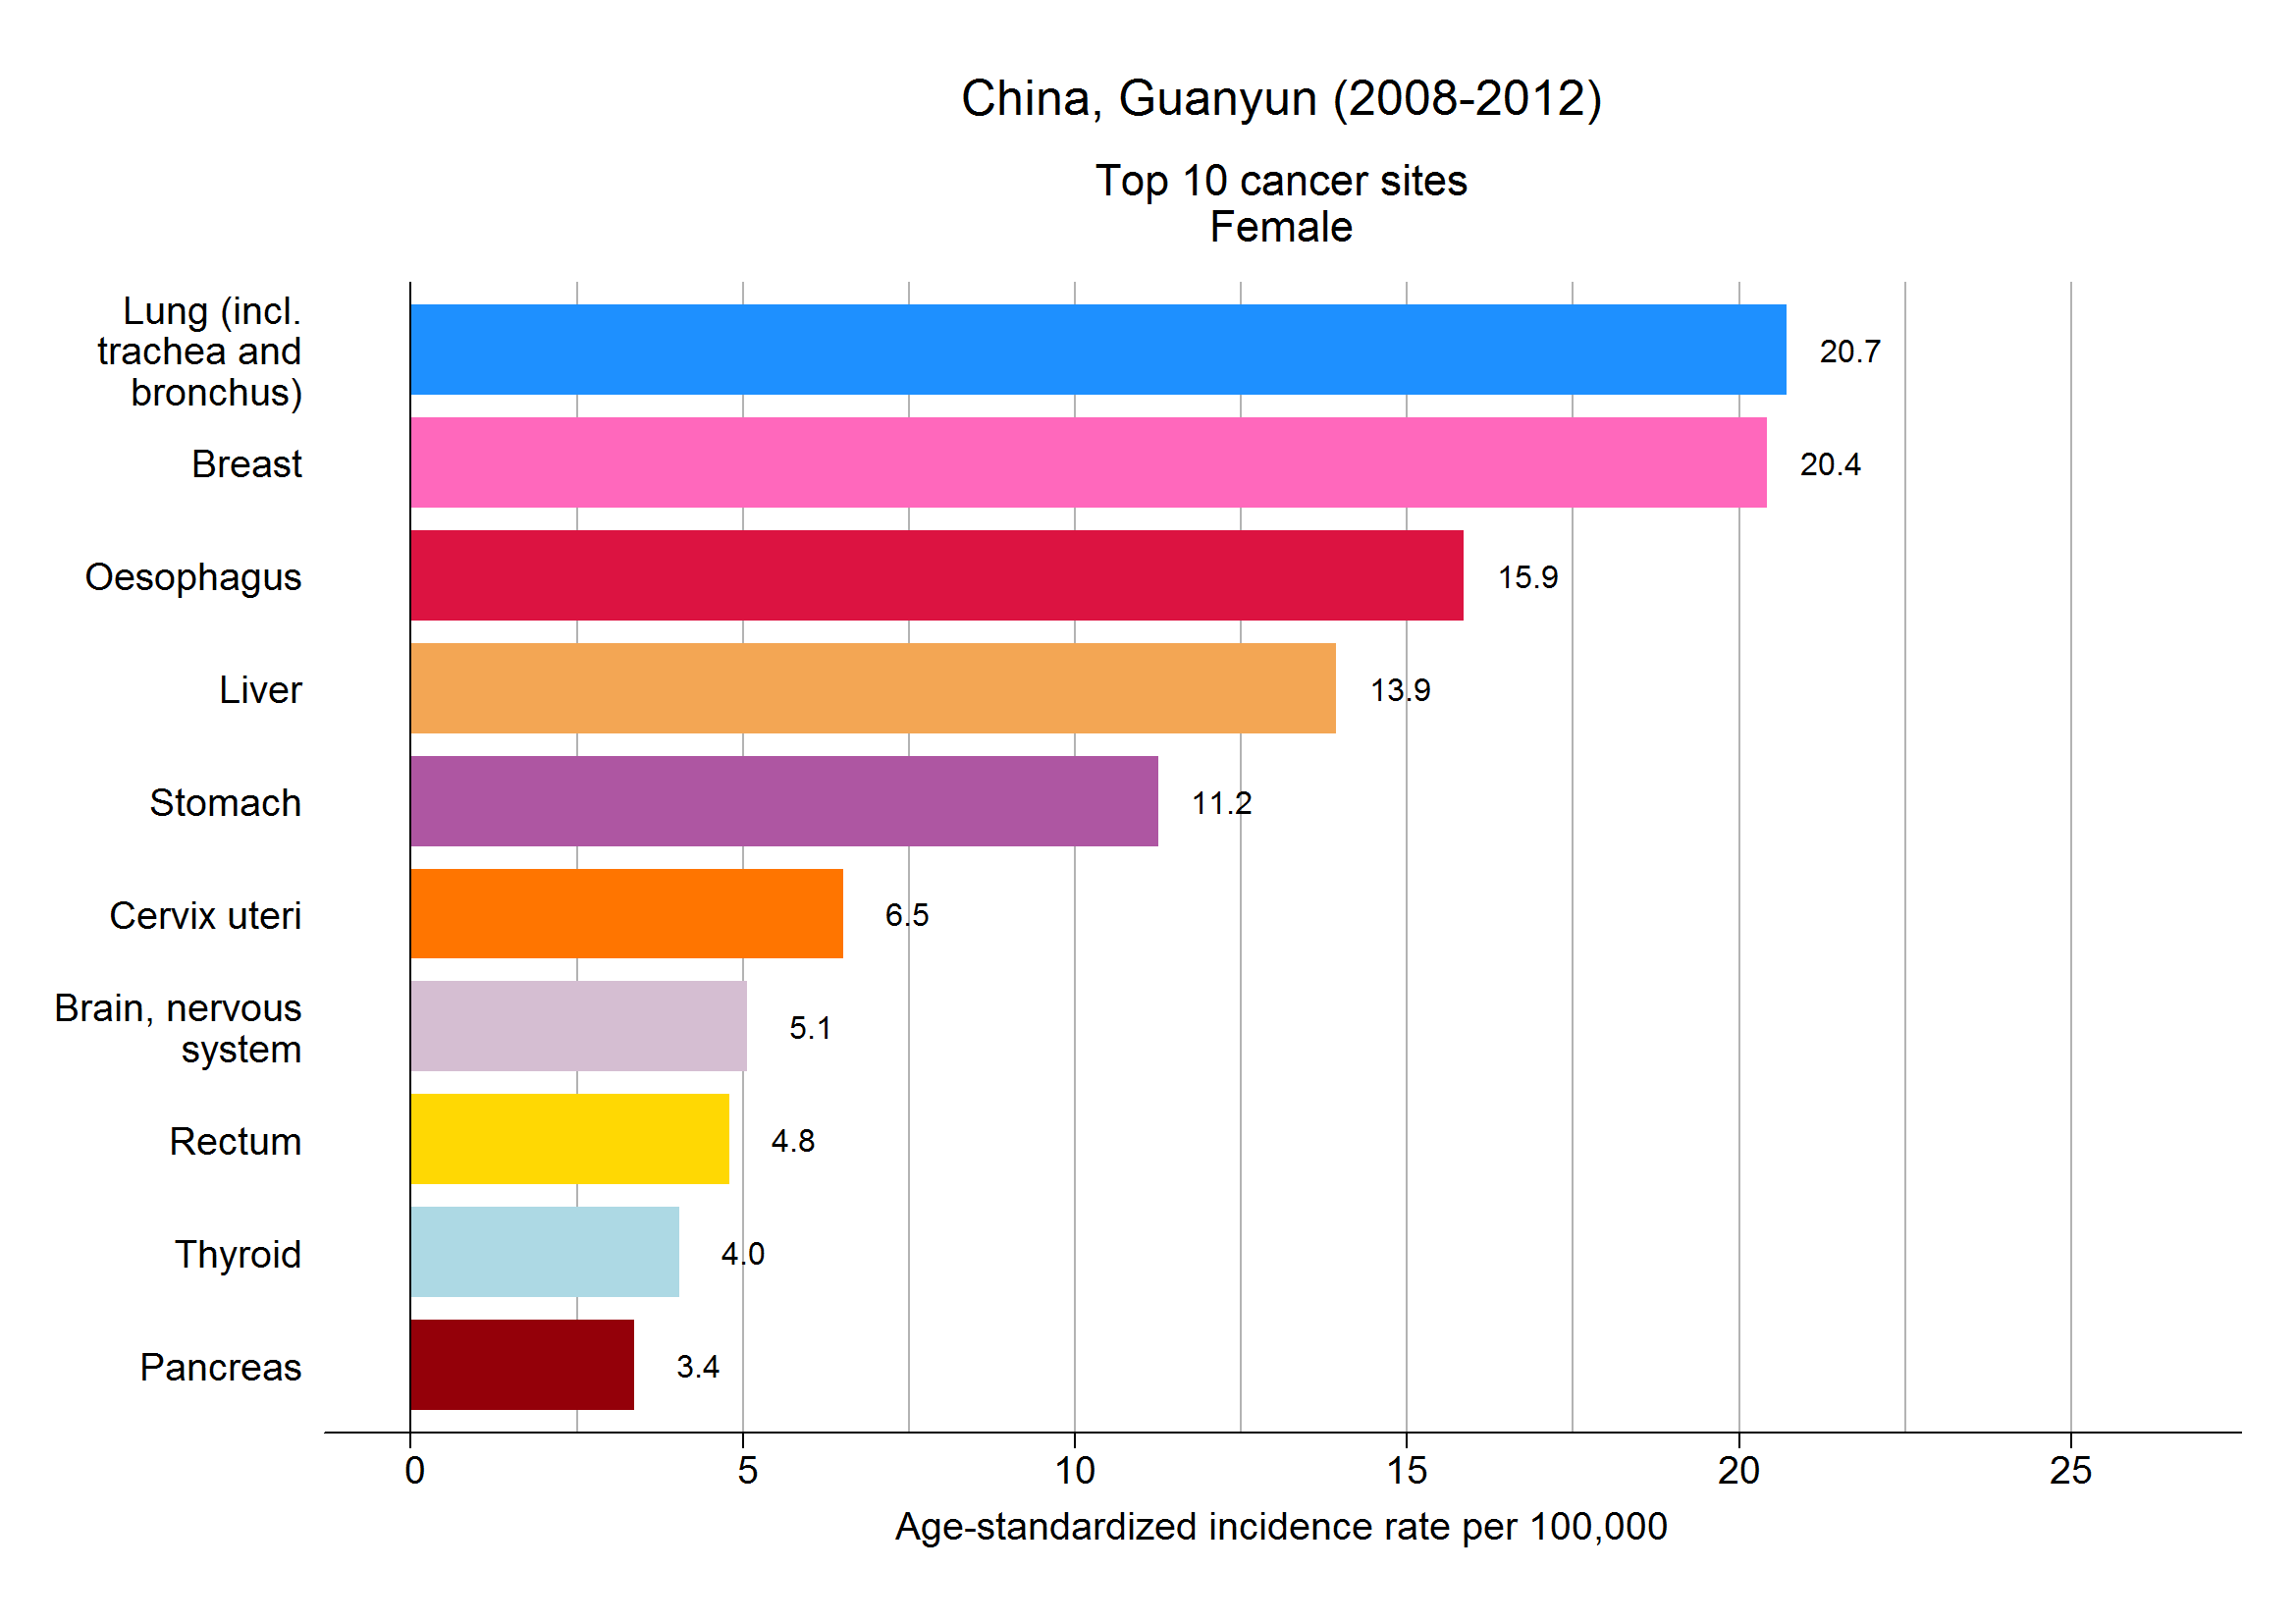 China, Guanyun (2008-2012)
Top 10 cancer sites
Female
Lung (incl.
trachea and
bronchus)
20.7
Breast
20.4
Oesophagus
15.9
Liver
13.9
Stomach
11.2
Cervix uteri
6.5
Brain, nervous
system
5.1
Rectum
4.8
Thyroid
4.0
Pancreas
3.4
0 5 10 15 20 25
Age-standardized incidence rate per 100,000